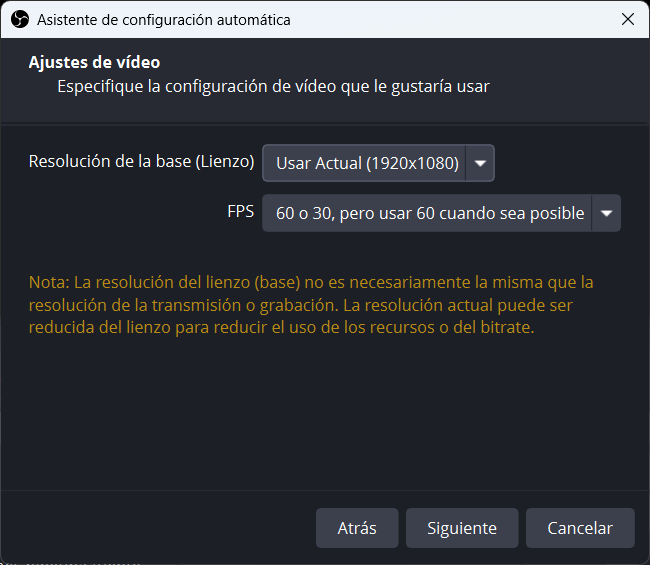 Asistente de configuración automática
Ajustes de vídeo
Especifique la configuración de vídeo que le gustaría usar
Resolución de la base (Lienzo) Usar Actual (1920x1080)
FPS 60 o 30, pero usar 60 cuando sea posible
Nota: La resolución del lienzo (base) no es necesariamente la misma que la
resolución de la transmisión o grabación. La resolución actual puede ser
reducida del lienzo para reducir el uso de los recursos o del bitrate.
Atrás Siguiente Cancelar